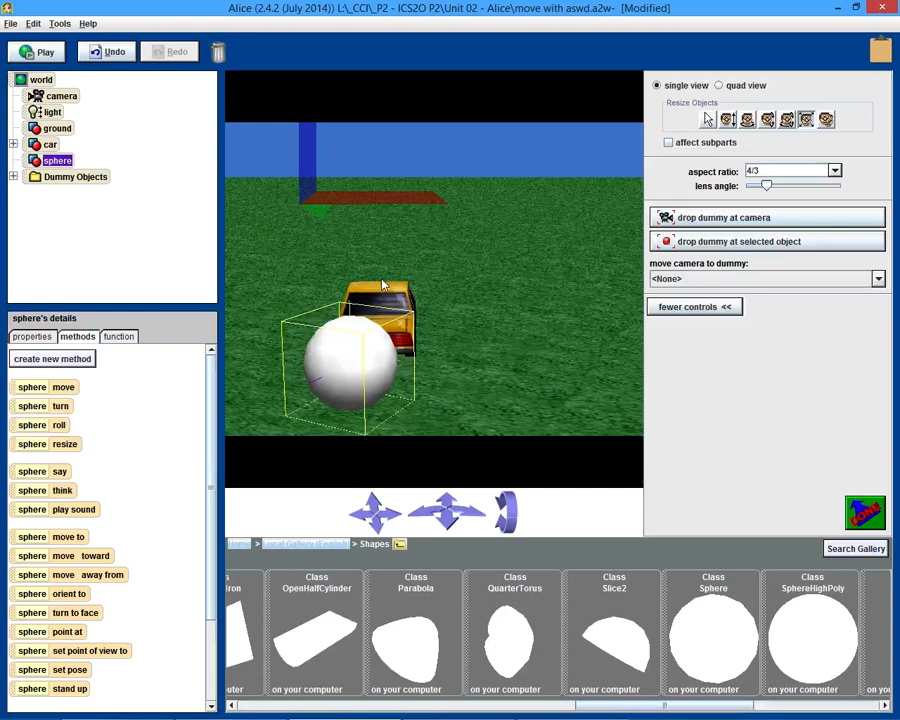 Alice (2.4.2 (July 2014)) L:\_CCI\_P2 - ICS2O P2\Unit 02 - Alice\move with aswd.a2w- [Modified]
File Edit Tools Help
Play Undo Redo
world
camera
light
ground
car
sphere
Dummy Objects
single view quad view
Resize Objects
affect subparts
aspect ratio: 4/3
lens angle:
drop dummy at camera
drop dummy at selected object
move camera to dummy:
<None>
fewer controls <<
DONE
sphere's details
properties methods function
create new method
sphere move
sphere turn
sphere roll
sphere resize
sphere say
sphere think
sphere play sound
sphere move to
sphere move toward
sphere move away from
sphere orient to
sphere turn to face
sphere point at
sphere set point of view to
sphere set pose
sphere stand up
> Local Gallery (English) > Shapes
Search Gallery
Class Class Class Class Class Class
OpenHalfCylinder Parabola QuarterTorus Slice2 Sphere SphereHighPoly
on your computer on your computer on your computer on your computer on your computer on your computer